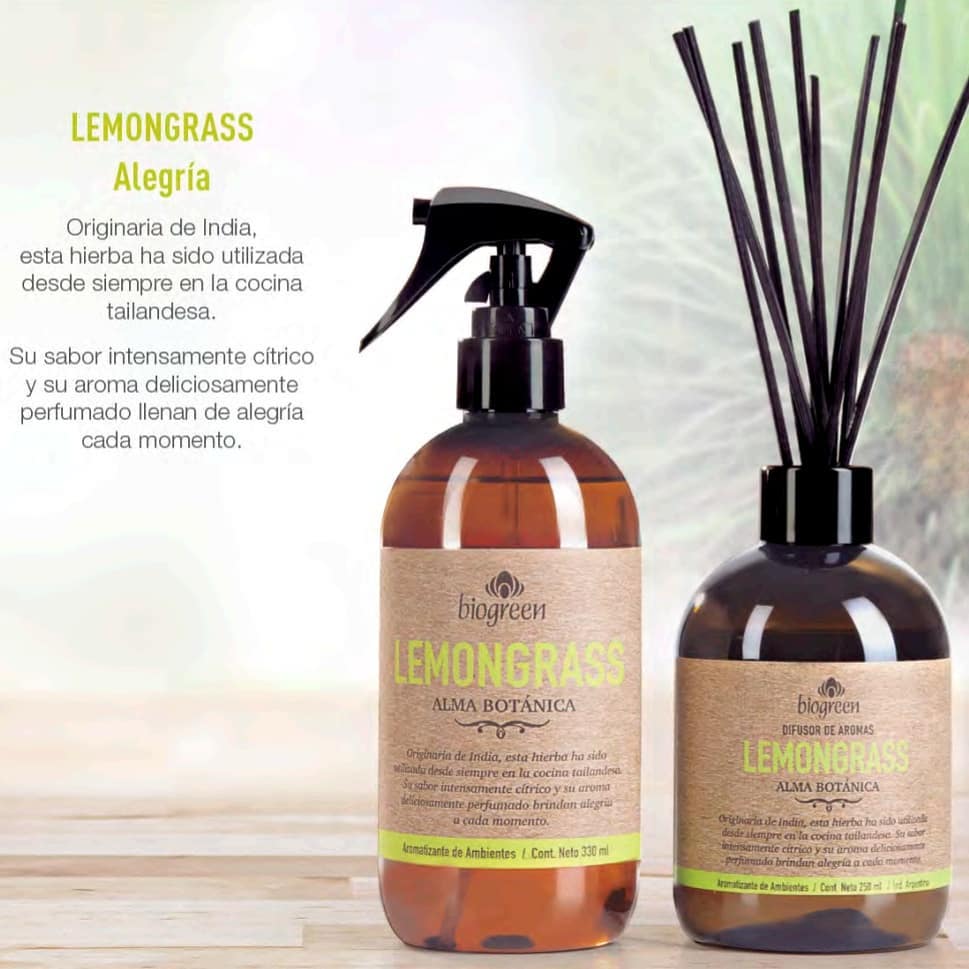 LEMONGRASS
Alegría
Originaria de India,
esta hierba ha sido utilizada
desde siempre en la cocina
tailandesa.
Su sabor intensamente cítrico
y su aroma deliciosamente
perfumado llenan de alegría
cada momento.
biogreen
LEMONGRASS
ALMA BOTÁNICA
Originaria de India, esta hierba ha sido
utilizada desde siempre en la cocina tailandesa.
Su sabor intensamente cítrico y su aroma
deliciosamente perfumado brindan alegría
a cada momento.
Aromatizante de Ambientes / Cont. Neto 330 ml
biogreen
DIFUSOR DE AROMAS
LEMONGRASS
ALMA BOTÁNICA
Originaria de India, esta hierba ha sido utilizada
desde siempre en la cocina tailandesa. Su sabor
intensamente cítrico y su aroma deliciosamente
perfumado brindan alegría a cada momento.
Aromatizante de Ambientes / Cont. Neto 250 ml / Ind. Argentina